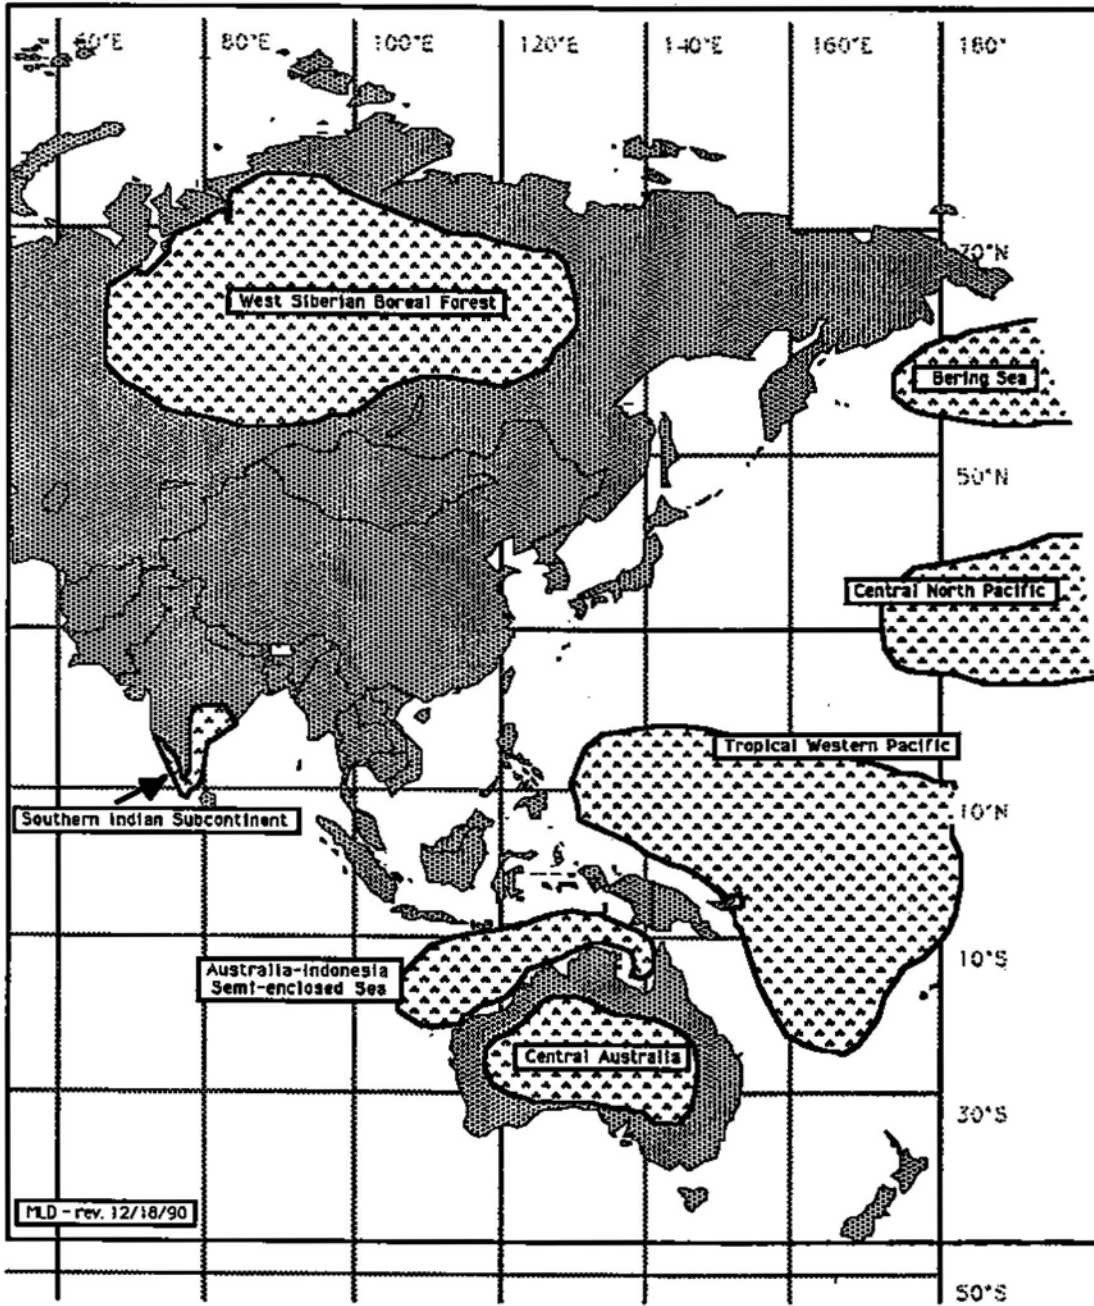 60°E 80°E 100°E 120°E 140°E 160°E 180°
70°N
West Siberian Boreal Forest
Bering Sea
50°N
Central North Pacific
Tropical Western Pacific
Southern Indian Subcontinent
10°N
Australia-Indonesia
Semi-enclosed Sea
10°S
Central Australia
30°S
MLD - rev. 12/18/90
50°S